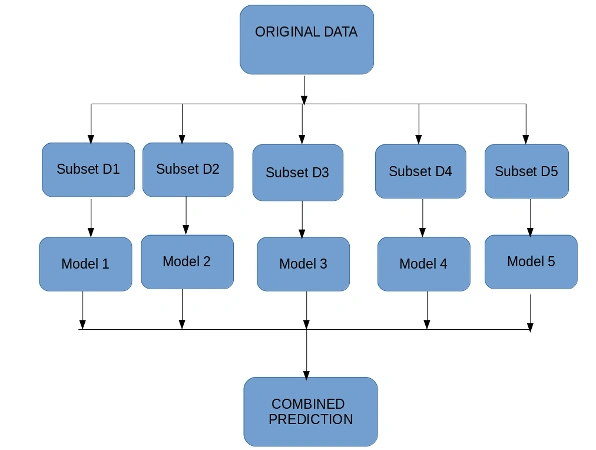 ORIGINAL DATA
Subset D1
Subset D2
Subset D3
Subset D4
Subset D5
Model 1
Model 2
Model 3
Model 4
Model 5
COMBINED
PREDICTION